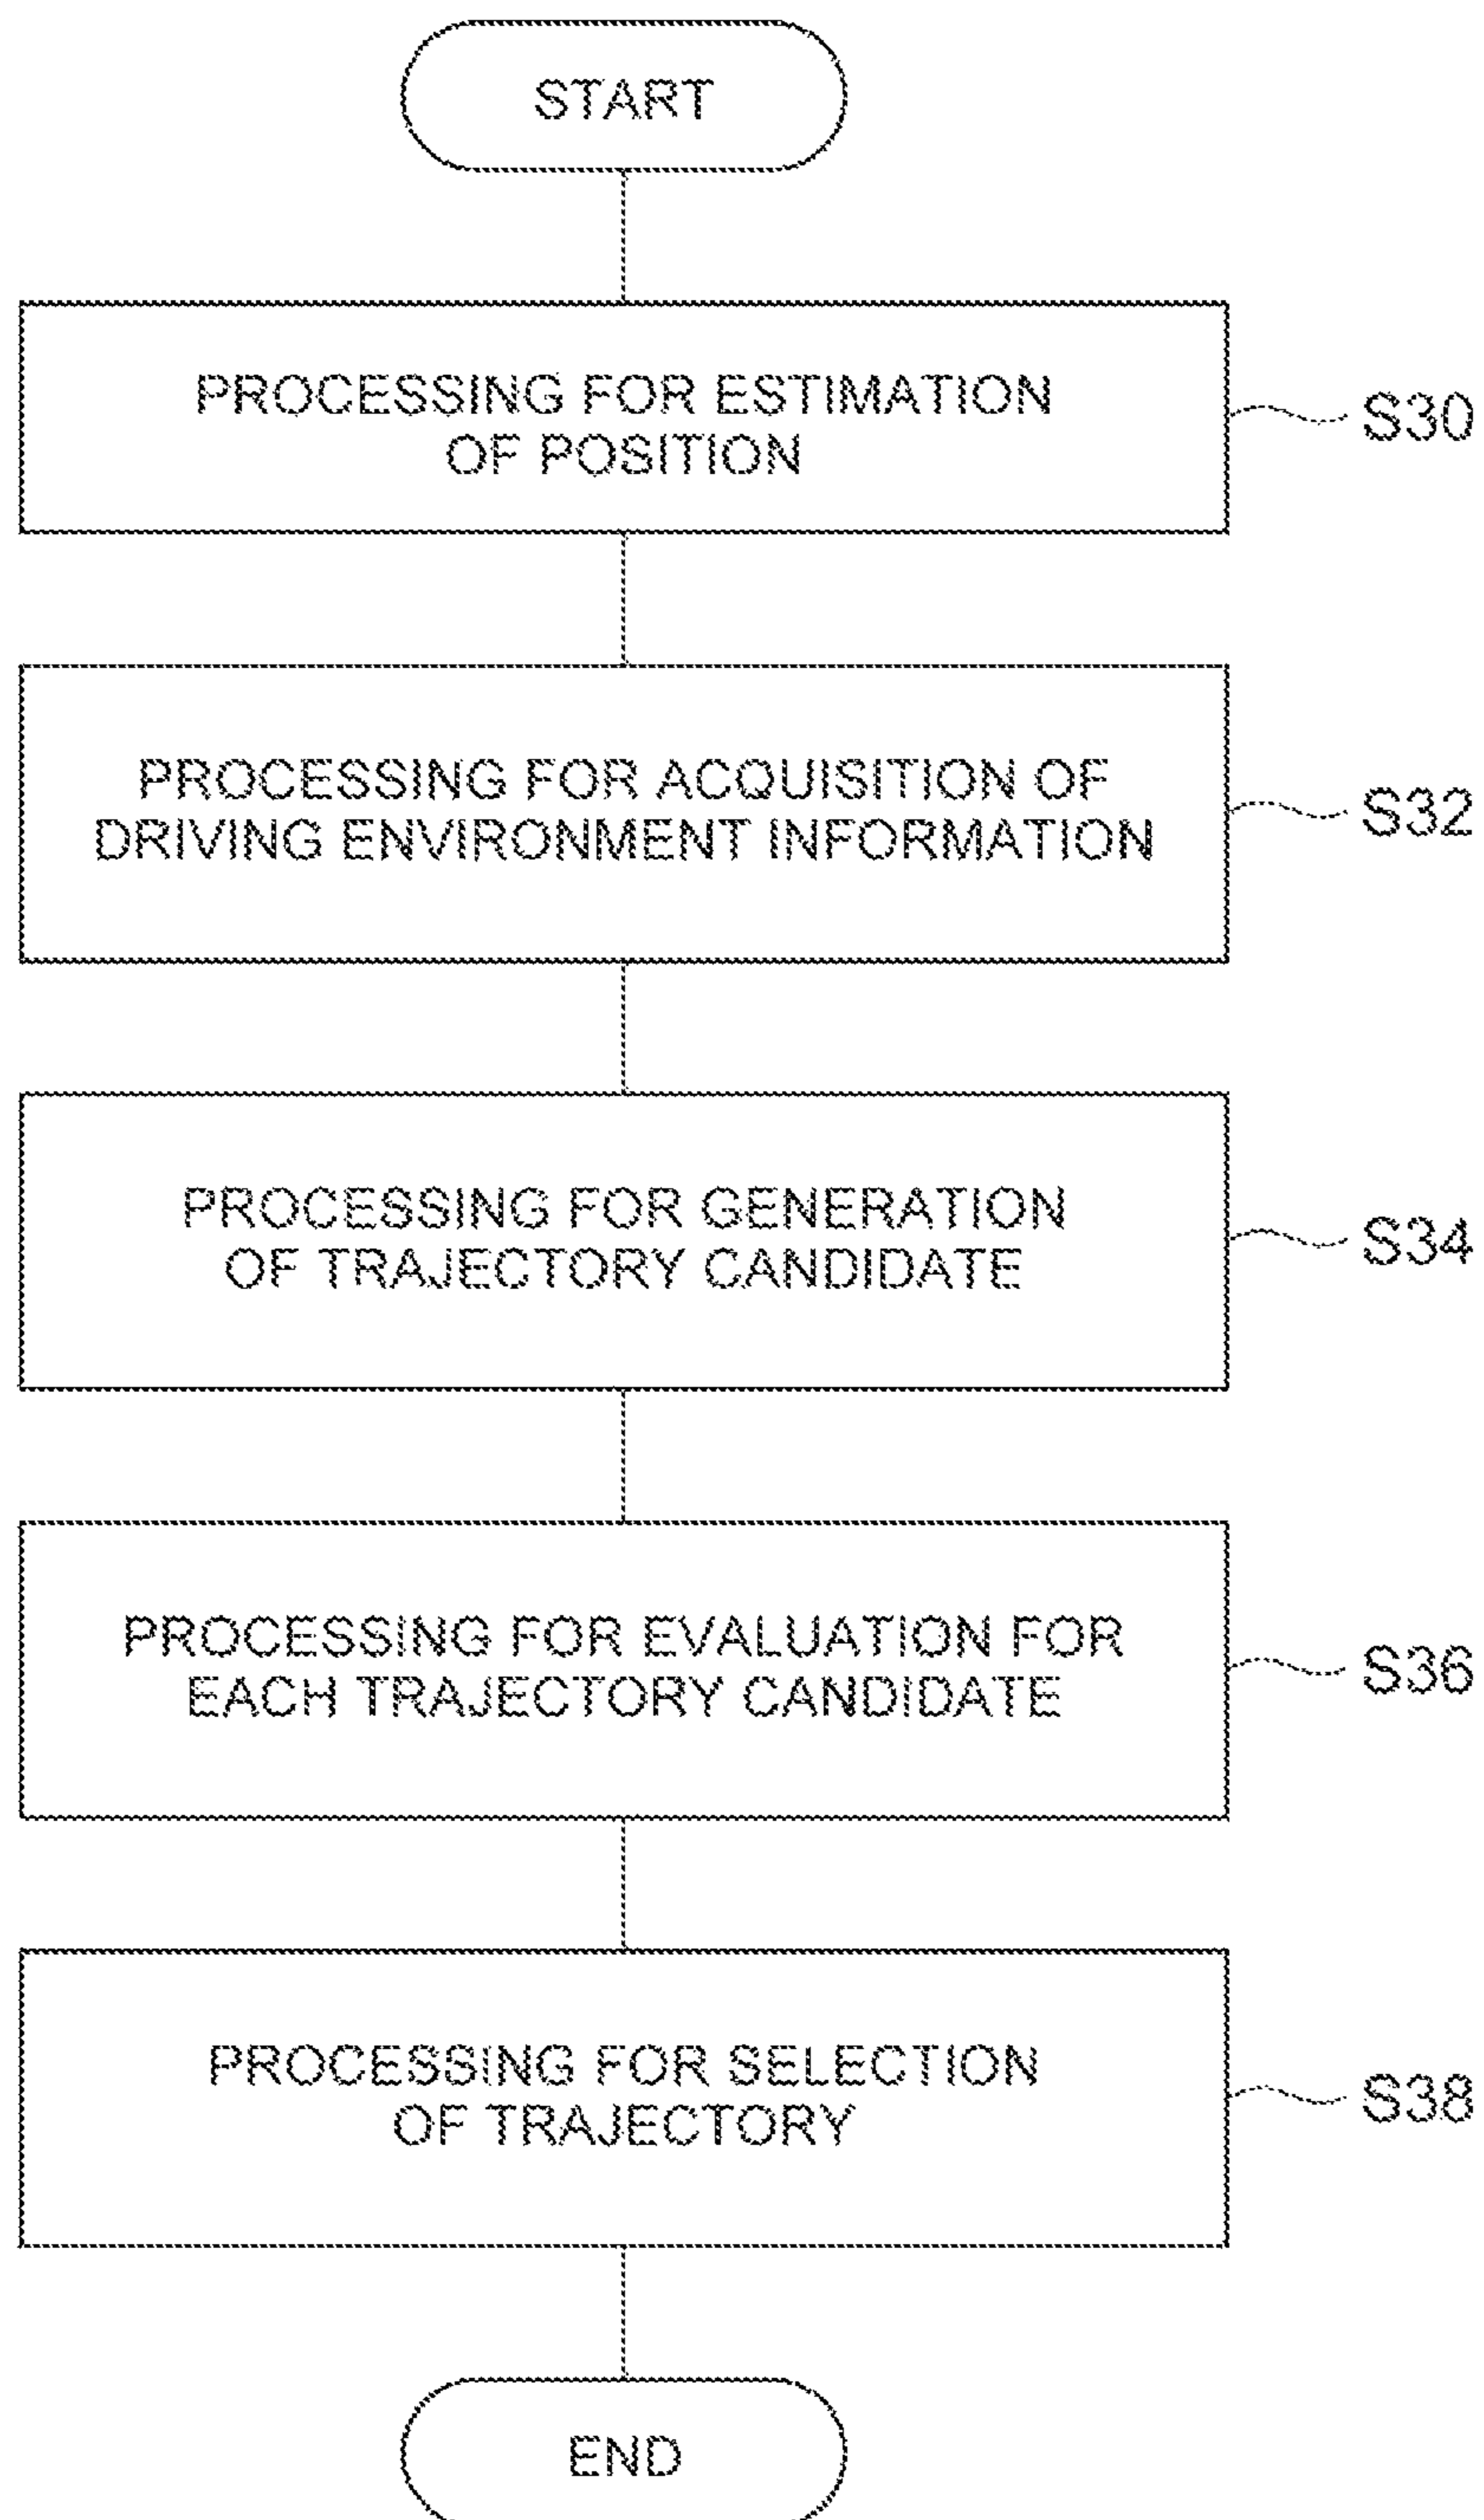 START
PROCESSING FOR ESTIMATION
OF POSITION
S30
PROCESSING FOR ACQUISITION OF
DRIVING ENVIRONMENT INFORMATION
S32
PROCESSING FOR GENERATION
OF TRAJECTORY CANDIDATE
S34
PROCESSING FOR EVALUATION FOR
EACH TRAJECTORY CANDIDATE
S36
PROCESSING FOR SELECTION
OF TRAJECTORY
S38
END